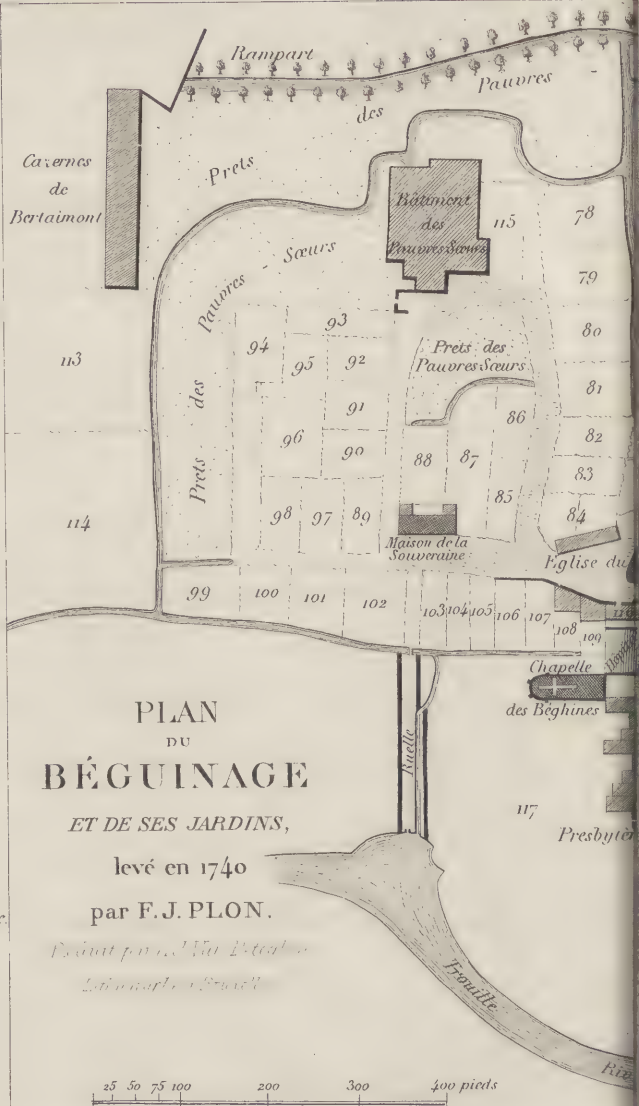 Rampart
des
Pauvres
Prets
Cazernes
de
Bertaimont
Bâtiment
des
Pauvres Sœurs
115
78
79
80
81
82
83
84
Prets des Pauvres - Sœurs
93
94
95
92
91
96
90
98
97
89
Prets des
Pauvres Sœurs
86
88
87
85
113
114
Maison de la
Souveraine
Eglise du
99
100
101
102
103
104
105
106
107
108
109
Chapelle
des Béghines
Ruelle
117
Presbytèr
PLAN
DU
BÉGUINAGE
ET DE SES JARDINS,
levé en 1740
par F. J. PLON.
Trouille
Riv
25 50 75 100 200 300 400 pieds